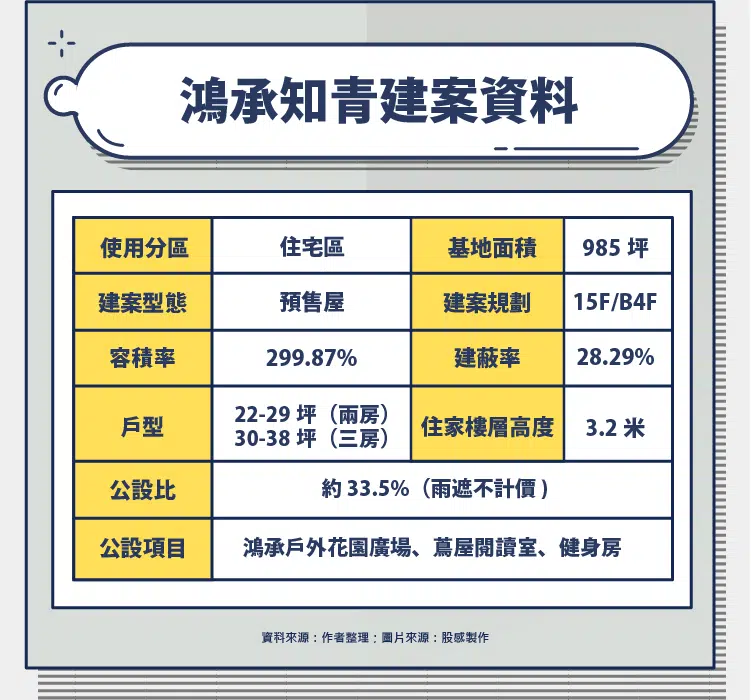 鴻承知青建案資料
使用分區 住宅區 基地面積 985 坪
建案型態 預售屋 建案規劃 15F/B4F
容積率 299.87% 建蔽率 28.29%
戶型 22-29 坪（兩房） 住家樓層高度 3.2 米
30-38 坪（三房）
公設比 約 33.5%（雨遮不計價 )
公設項目 鴻承戶外花園廣場、蔦屋閱讀室、健身房
資料來源：作者整理；圖片來源：股感製作